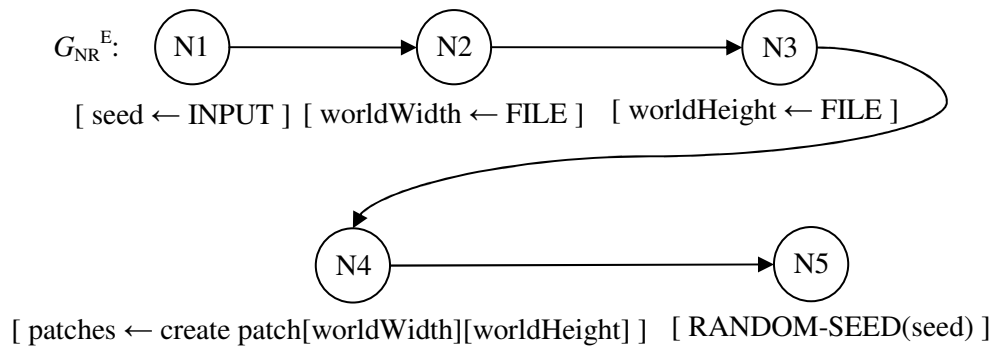 G_NR^E: N1 N2 N3
[ seed ← INPUT ] [ worldWidth ← FILE ] [ worldHeight ← FILE ]
N4 N5
[ patches ← create patch[worldWidth][worldHeight] ] [ RANDOM-SEED(seed) ]